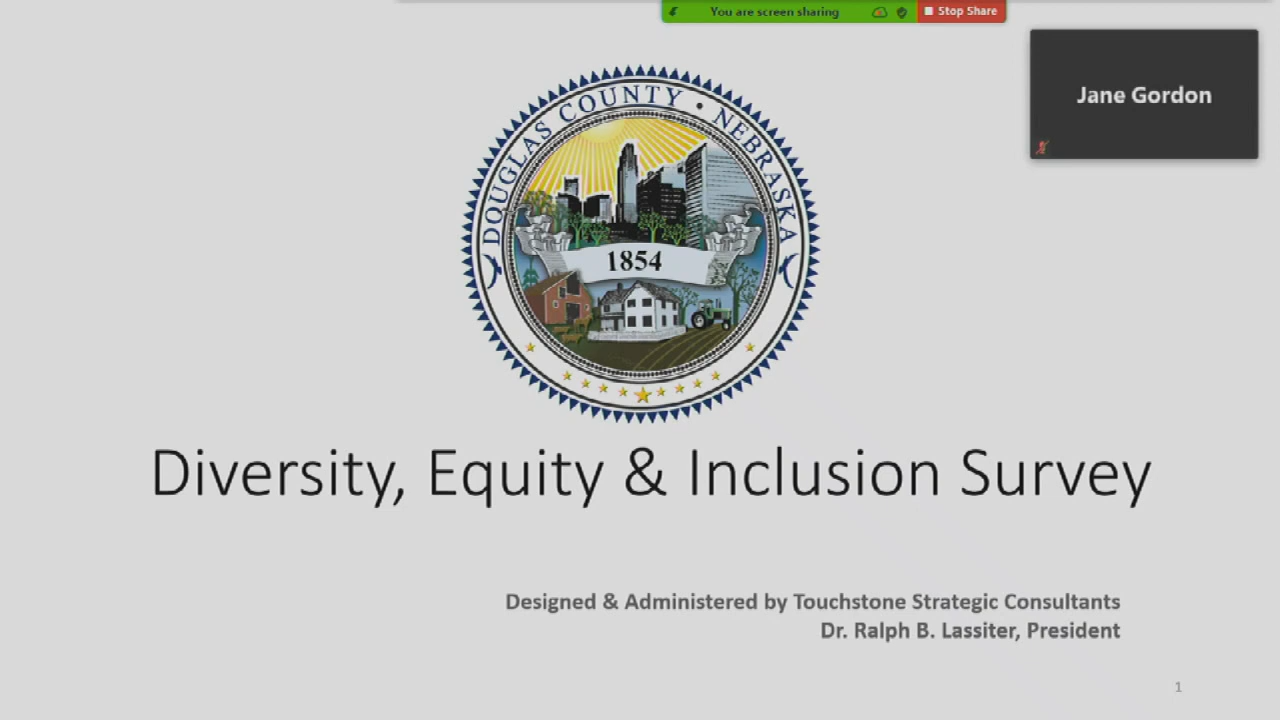 You are screen sharing
Stop Share
Jane Gordon
DOUGLAS COUNTY • NEBRASKA
1854
Diversity, Equity & Inclusion Survey
Designed & Administered by Touchstone Strategic Consultants
Dr. Ralph B. Lassiter, President
1